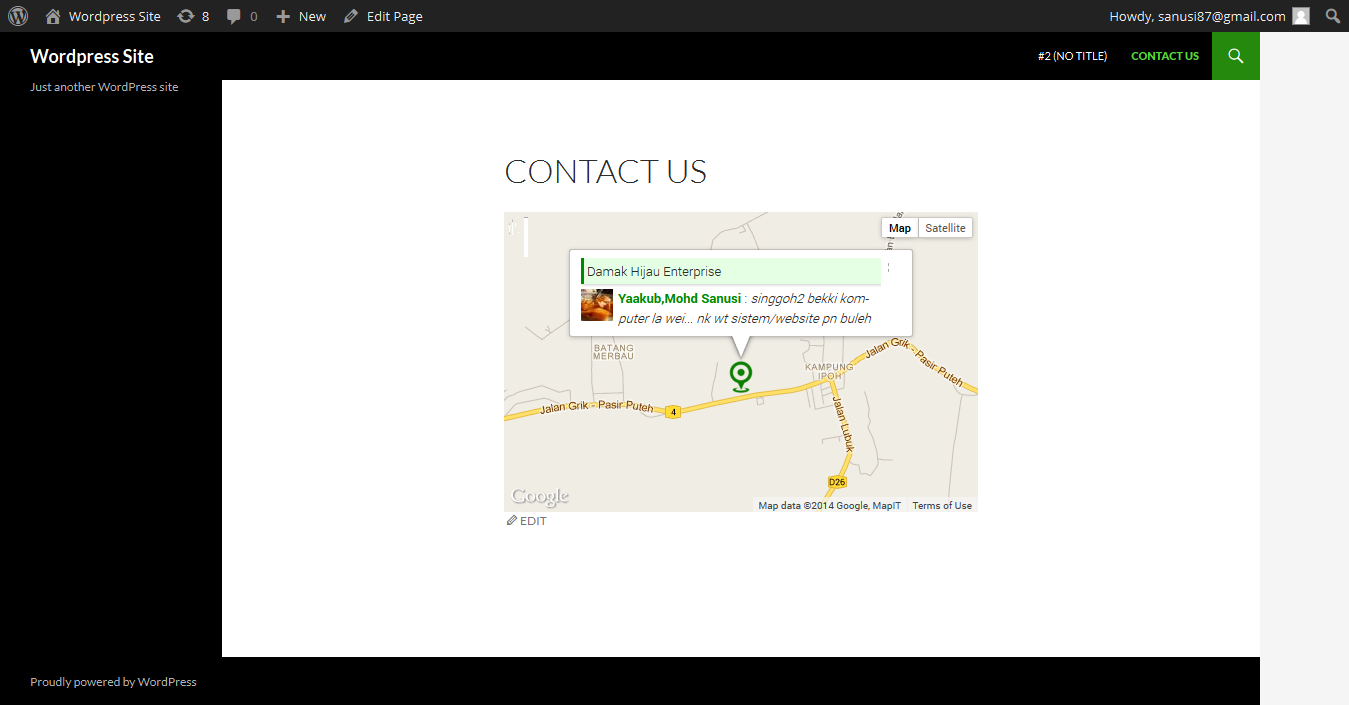 Wordpress Site 8 0 New Edit Page Howdy, sanusi87@gmail.com
Wordpress Site #2 (NO TITLE) CONTACT US
Just another WordPress site
CONTACT US
Map Satellite
Damak Hijau Enterprise
Yaakub,Mohd Sanusi : singgoh2 bekki kom-
puter la wei... nk wt sistem/website pn buleh
BATANG
MERBAU
KAMPUNG
IPOH
Jalan Grik - Pasir Puteh
Jalan Grik - Pasir Puteh
4
Jalan Lubuk
D26
Google
Map data ©2014 Google, MapIT Terms of Use
EDIT
Proudly powered by WordPress